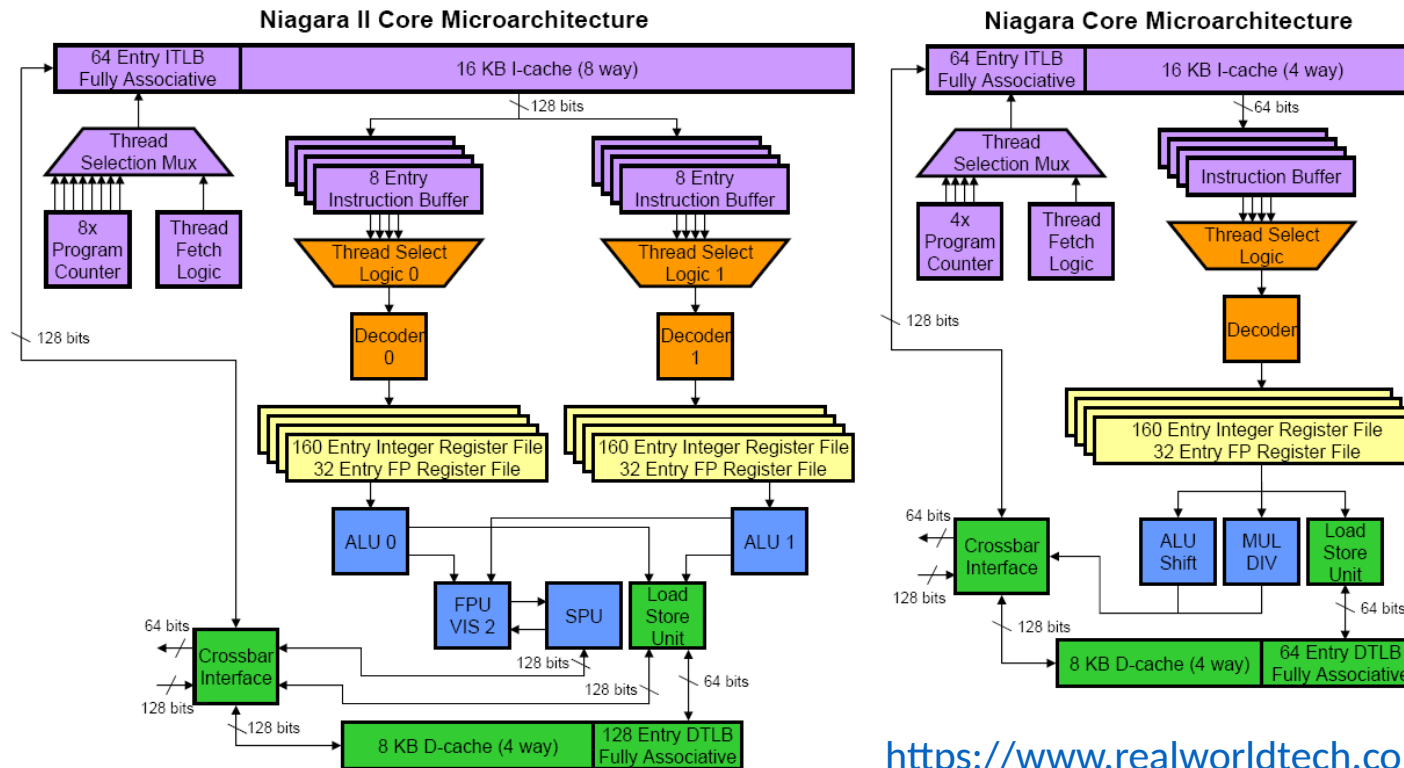 Niagara II Core Microarchitecture
64 Entry ITLB
Fully Associative
16 KB I-cache (8 way)
128 bits
Thread
Selection Mux
8x
Program
Counter
Thread
Fetch
Logic
8 Entry
Instruction Buffer
8 Entry
Instruction Buffer
Thread Select
Logic 0
Thread Select
Logic 1
128 bits
Decoder
0
Decoder
1
160 Entry Integer Register File
32 Entry FP Register File
160 Entry Integer Register File
32 Entry FP Register File
ALU 0
ALU 1
FPU
VIS 2
SPU
Load
Store
Unit
64 bits
Crossbar
Interface
128 bits
128 bits
128 bits
64 bits
128 bits
8 KB D-cache (4 way)
128 Entry DTLB
Fully Associative
Niagara Core Microarchitecture
64 Entry ITLB
Fully Associative
16 KB I-cache (4 way)
64 bits
Thread
Selection Mux
4x
Program
Counter
Thread
Fetch
Logic
Instruction Buffer
Thread Select
Logic
128 bits
Decoder
160 Entry Integer Register File
32 Entry FP Register File
64 bits
Crossbar
Interface
128 bits
ALU
Shift
MUL
DIV
Load
Store
Unit
128 bits
64 bits
8 KB D-cache (4 way)
64 Entry DTLB
Fully Associative
https://www.realworldtech.co